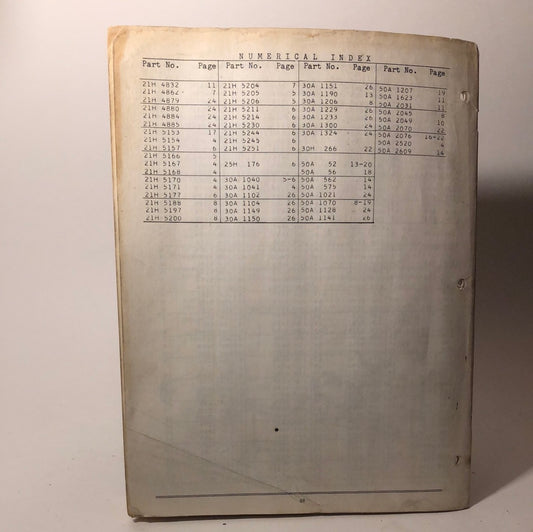 NUMERICAL INDEX
Part No. Page Part No. Page Part No. Page Part No. Page
21H 4832 11 21H 5204 7 30A 1151 26 50A 1207 19
21H 4862 7 21H 5205 5 30A 1190 13 50A 1623 11
21H 4879 24 21H 5206 5 30A 1206 8 50A 2031 11
21H 4880 24 21H 5211 6 30A 1229 26 50A 2045 8
21H 4884 24 21H 5214 6 30A 1233 26 50A 2049 10
21H 4885 24 21H 5230 6 30A 1300 24 50A 2070 22
21H 5153 17 21H 5244 6 30A 1324 24 50A 2076
21H 5154 4 21H 5245 6 50A 2520 4
21H 5157 6 21H 5251 6 30H 266 22 50A 2609 14
21H 5166 5
21H 5167 4 25H 176 6 50A 52 13-20
21H 5168 4 50A 56 18
21H 5170 4 30A 1040 5-6 50A 562 14
21H 5171 4 30A 1041 4 50A 575 14
21H 5177 6 30A 1102 26 50A 1021 24
21H 5188 8 30A 1104 26 50A 1070 8-19
21H 5197 8 30A 1149 26 50A 1128 24
21H 5200 8 30A 1150 26 50A 1141 26